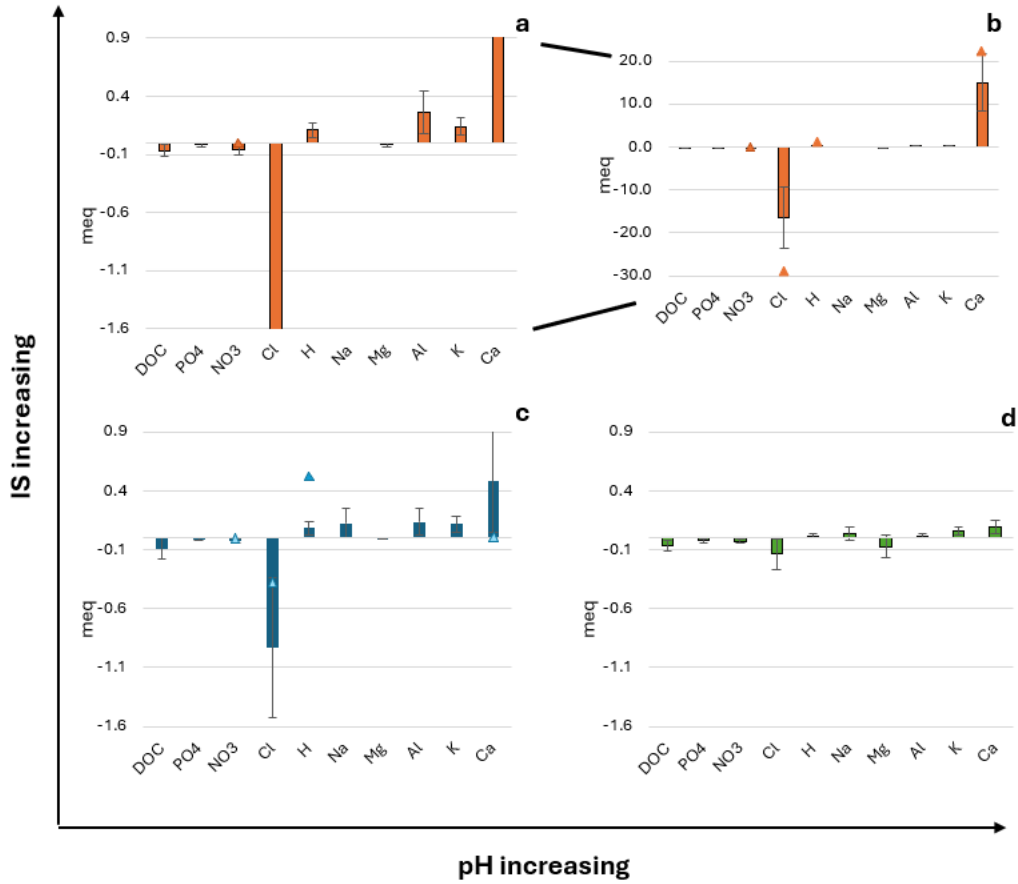 a
0.9
0.4
-0.1
-0.6
-1.1
-1.6
meq
DOC PO4 NO3 Cl H Na Mg Al K Ca
b
20.0
10.0
0.0
-10.0
-20.0
-30.0
meq
DOC PO4 NO3 Cl H Na Mg Al K Ca
IS increasing
c
0.9
0.4
-0.1
-0.6
-1.1
-1.6
meq
DOC PO4 NO3 Cl H Na Mg Al K Ca
d
0.9
0.4
-0.1
-0.6
-1.1
-1.6
meq
DOC PO4 NO3 Cl H Na Mg Al K Ca
pH increasing